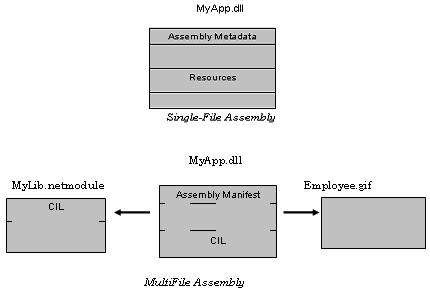 MyApp.dll
Assembly Metadata
Resources
Single-File Assembly
MyApp.dll
MyLib.netmodule
Employee.gif
CIL
Assembly Manifest
CIL
MultiFile Assembly